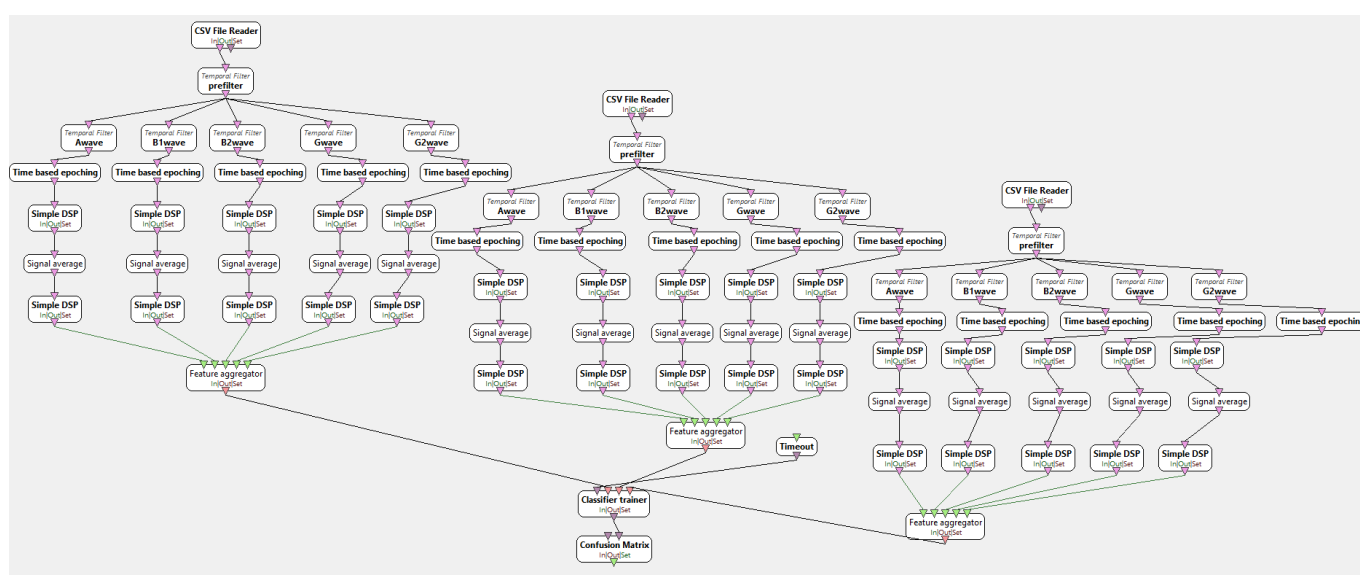 CSV File Reader
In|Out|Set
Temporal Filter
prefilter
Temporal Filter
Awave
Temporal Filter
B1wave
Temporal Filter
B2wave
Temporal Filter
Gwave
Temporal Filter
G2wave
Time based epoching
Time based epoching
Time based epoching
Time based epoching
Time based epoching
Simple DSP
In|Out|Set
Simple DSP
In|Out|Set
Simple DSP
In|Out|Set
Simple DSP
In|Out|Set
Simple DSP
In|Out|Set
Signal average
Signal average
Signal average
Signal average
Signal average
Simple DSP
In|Out|Set
Simple DSP
In|Out|Set
Simple DSP
In|Out|Set
Simple DSP
In|Out|Set
Simple DSP
In|Out|Set
Feature aggregator
In|Out|Set
CSV File Reader
In|Out|Set
Temporal Filter
prefilter
Temporal Filter
Awave
Temporal Filter
B1wave
Temporal Filter
B2wave
Temporal Filter
Gwave
Temporal Filter
G2wave
Time based epoching
Time based epoching
Time based epoching
Time based epoching
Time based epoching
Simple DSP
In|Out|Set
Simple DSP
In|Out|Set
Simple DSP
In|Out|Set
Simple DSP
In|Out|Set
Simple DSP
In|Out|Set
Signal average
Signal average
Signal average
Signal average
Signal average
Simple DSP
In|Out|Set
Simple DSP
In|Out|Set
Simple DSP
In|Out|Set
Simple DSP
In|Out|Set
Simple DSP
In|Out|Set
Feature aggregator
In|Out|Set
Timeout
CSV File Reader
In|Out|Set
Temporal Filter
prefilter
Temporal Filter
Awave
Temporal Filter
B1wave
Temporal Filter
B2wave
Temporal Filter
Gwave
Temporal Filter
G2wve
Time based epoching
Time based epoching
Time based epoching
Time based epoching
Time based epoching
Simple DSP
In|Out|Set
Simple DSP
In|Out|Set
Simple DSP
In|Out|Set
Simple DSP
In|Out|Set
Simple DSP
In|Out|Set
Signal average
Signal average
Signal average
Signal average
Signal average
Simple DSP
In|Out|Set
Simple DSP
In|Out|Set
Simple DSP
In|Out|Set
Simple DSP
In|Out|Set
Simple DSP
In|Out|Set
Feature aggregator
In|Out|Set
Classifier trainer
In|Out|Set
Confusion Matrix
In|Out|Set